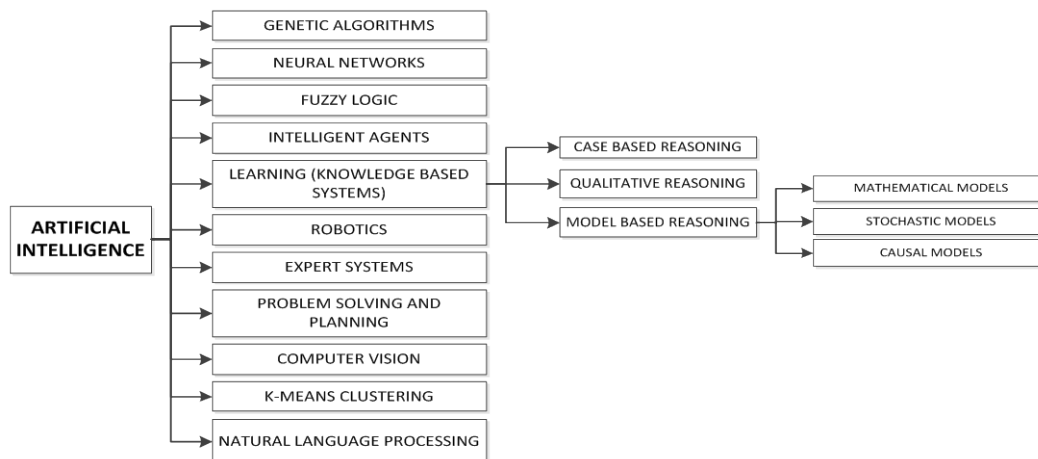 ARTIFICIAL
INTELLIGENCE
GENETIC ALGORITHMS
NEURAL NETWORKS
FUZZY LOGIC
INTELLIGENT AGENTS
LEARNING (KNOWLEDGE BASED
SYSTEMS)
ROBOTICS
EXPERT SYSTEMS
PROBLEM SOLVING AND
PLANNING
COMPUTER VISION
K-MEANS CLUSTERING
NATURAL LANGUAGE PROCESSING
CASE BASED REASONING
QUALITATIVE REASONING
MODEL BASED REASONING
MATHEMATICAL MODELS
STOCHASTIC MODELS
CAUSAL MODELS